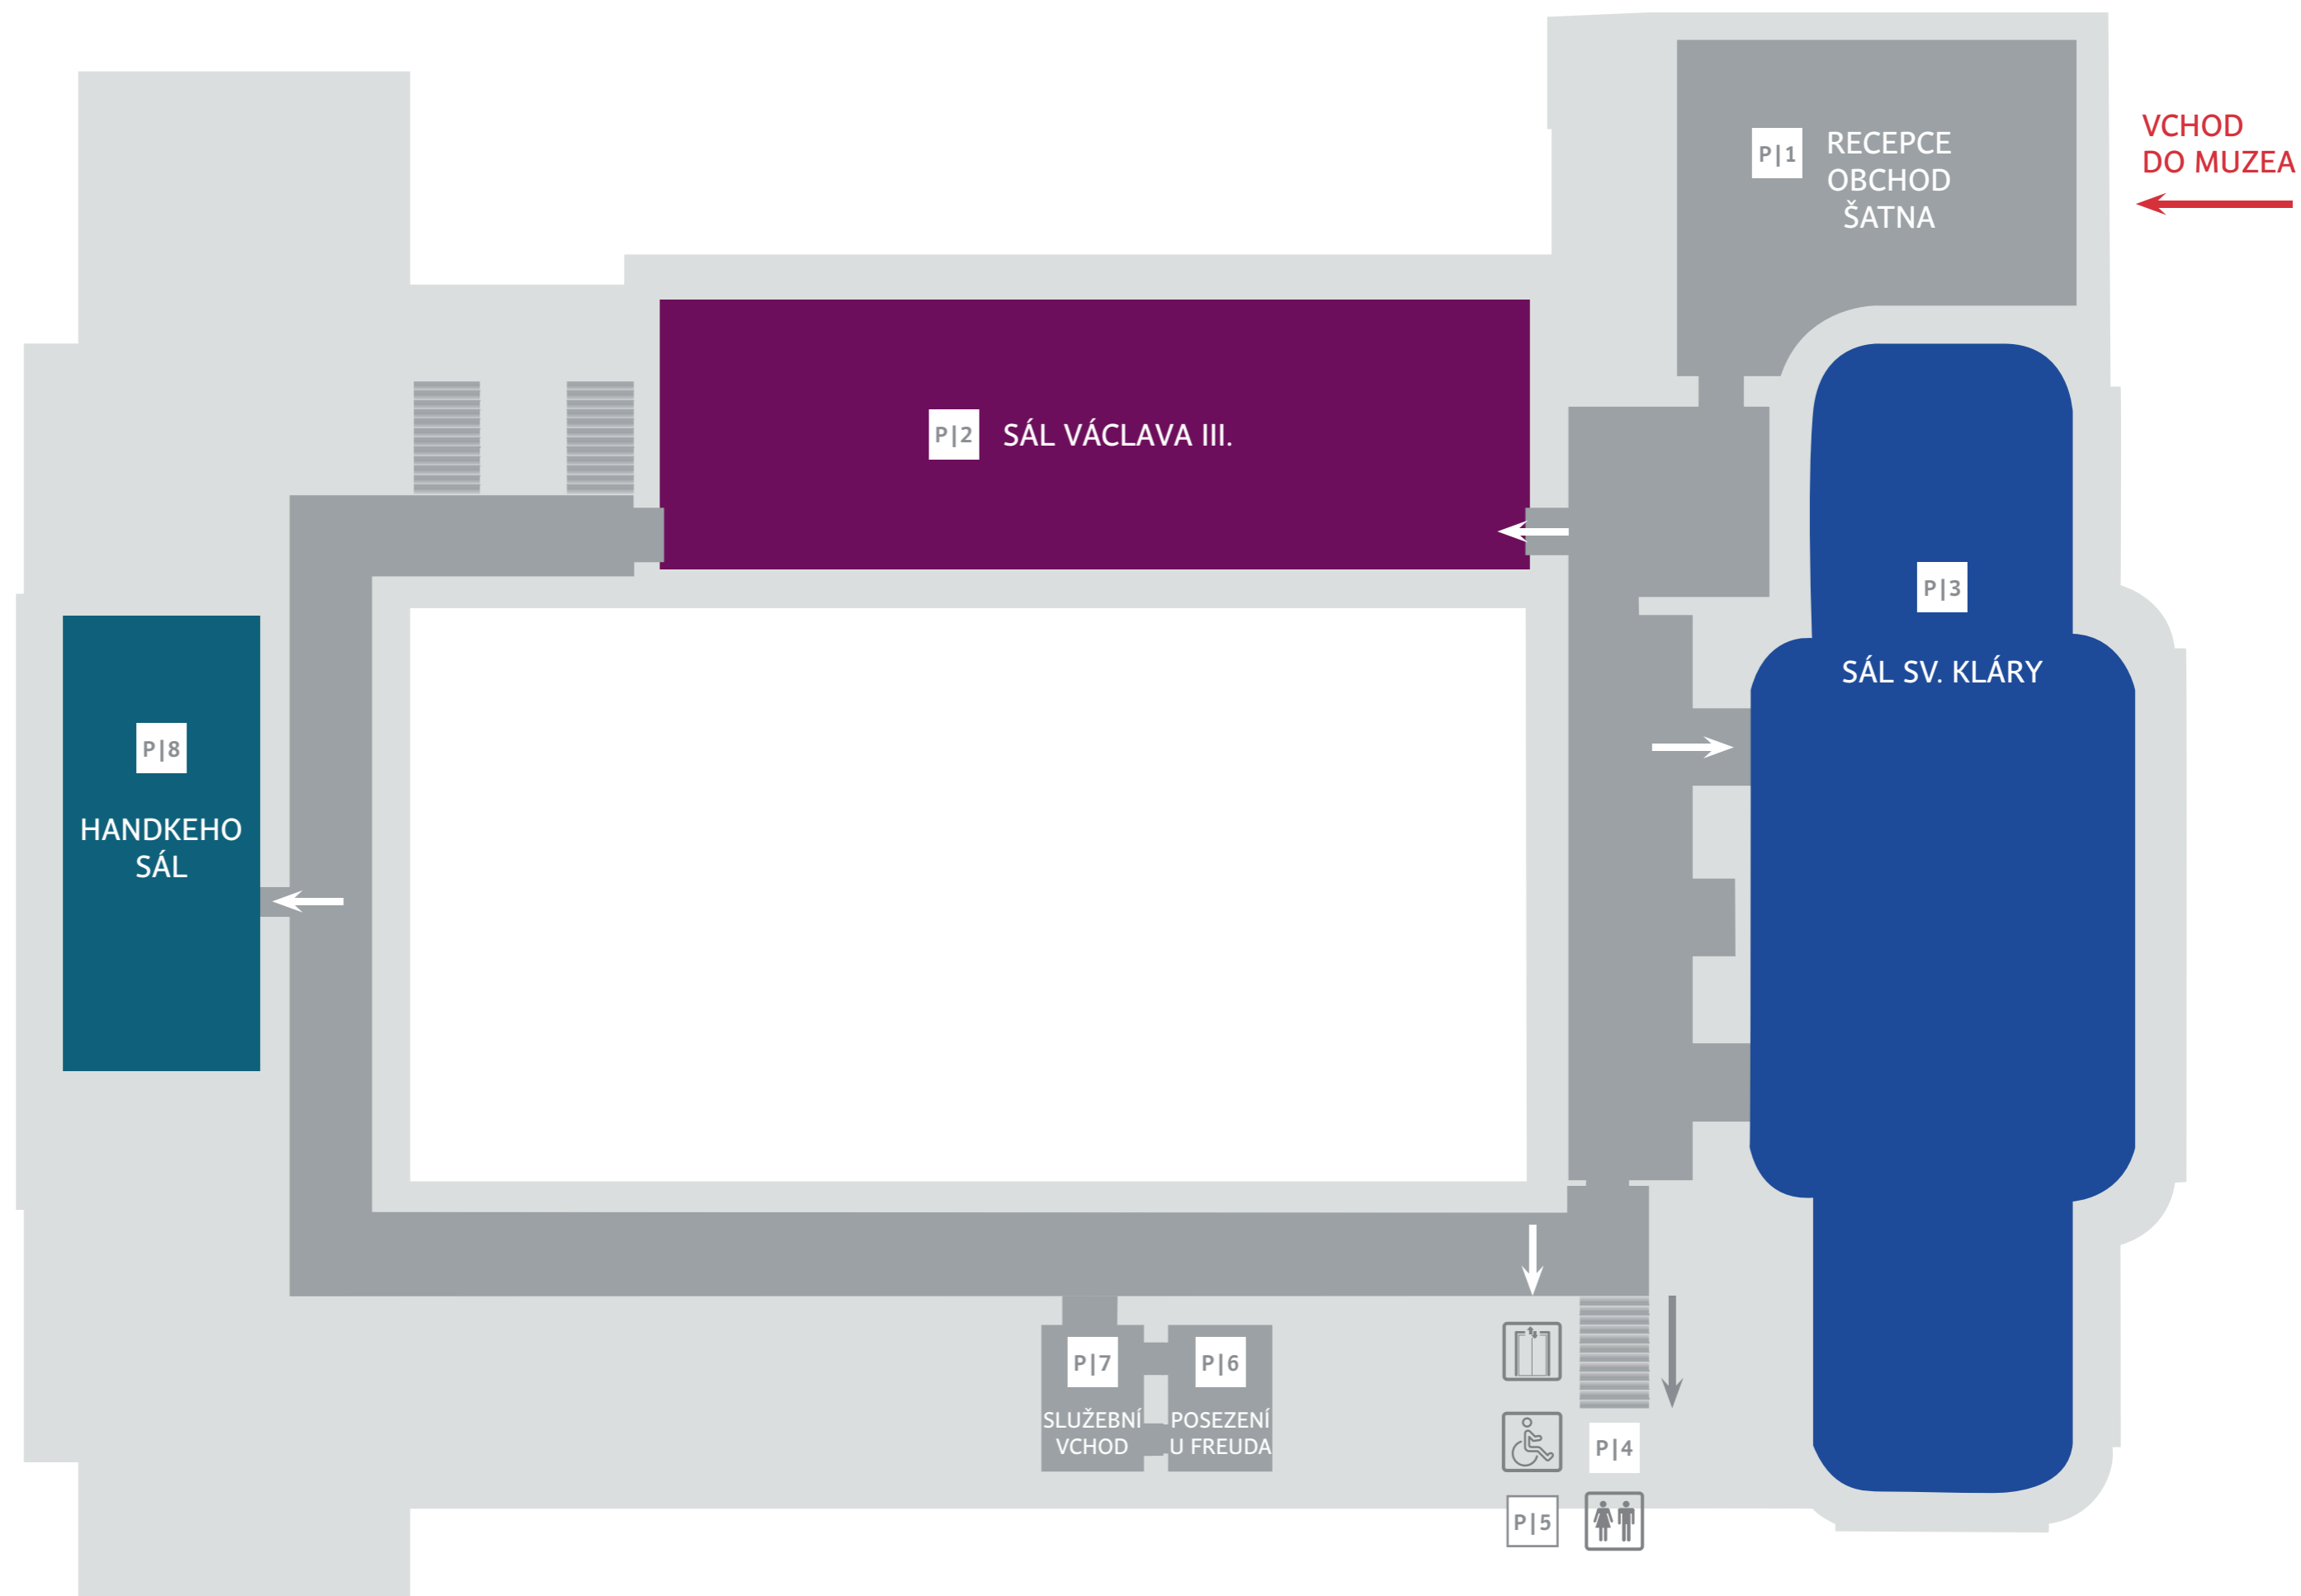 VCHOD
DO MUZEA
P|1
RECEPCE
OBCHOD
ŠATNA
P|2
SÁL VÁCLAVA III.
P|3
SÁL SV. KLÁRY
P|8
HANDKEHO
SÁL
P|7
SLUŽEBNÍ
VCHOD
P|6
POSEZENÍ
U FREUDA
P|4
P|5